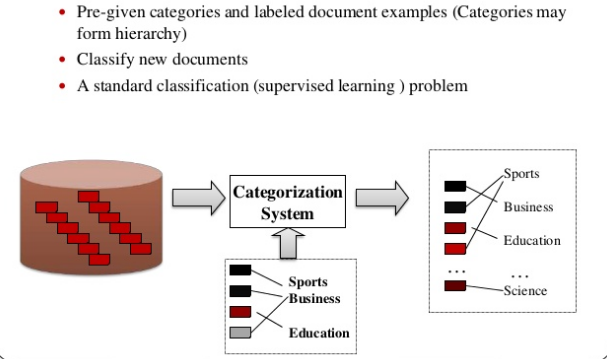 • Pre-given categories and labeled document examples (Categories may
form hierarchy)
• Classify new documents
• A standard classification (supervised learning ) problem
Categorization
System
Sports
Business
Education
... ...
Science
Sports
Business
Education